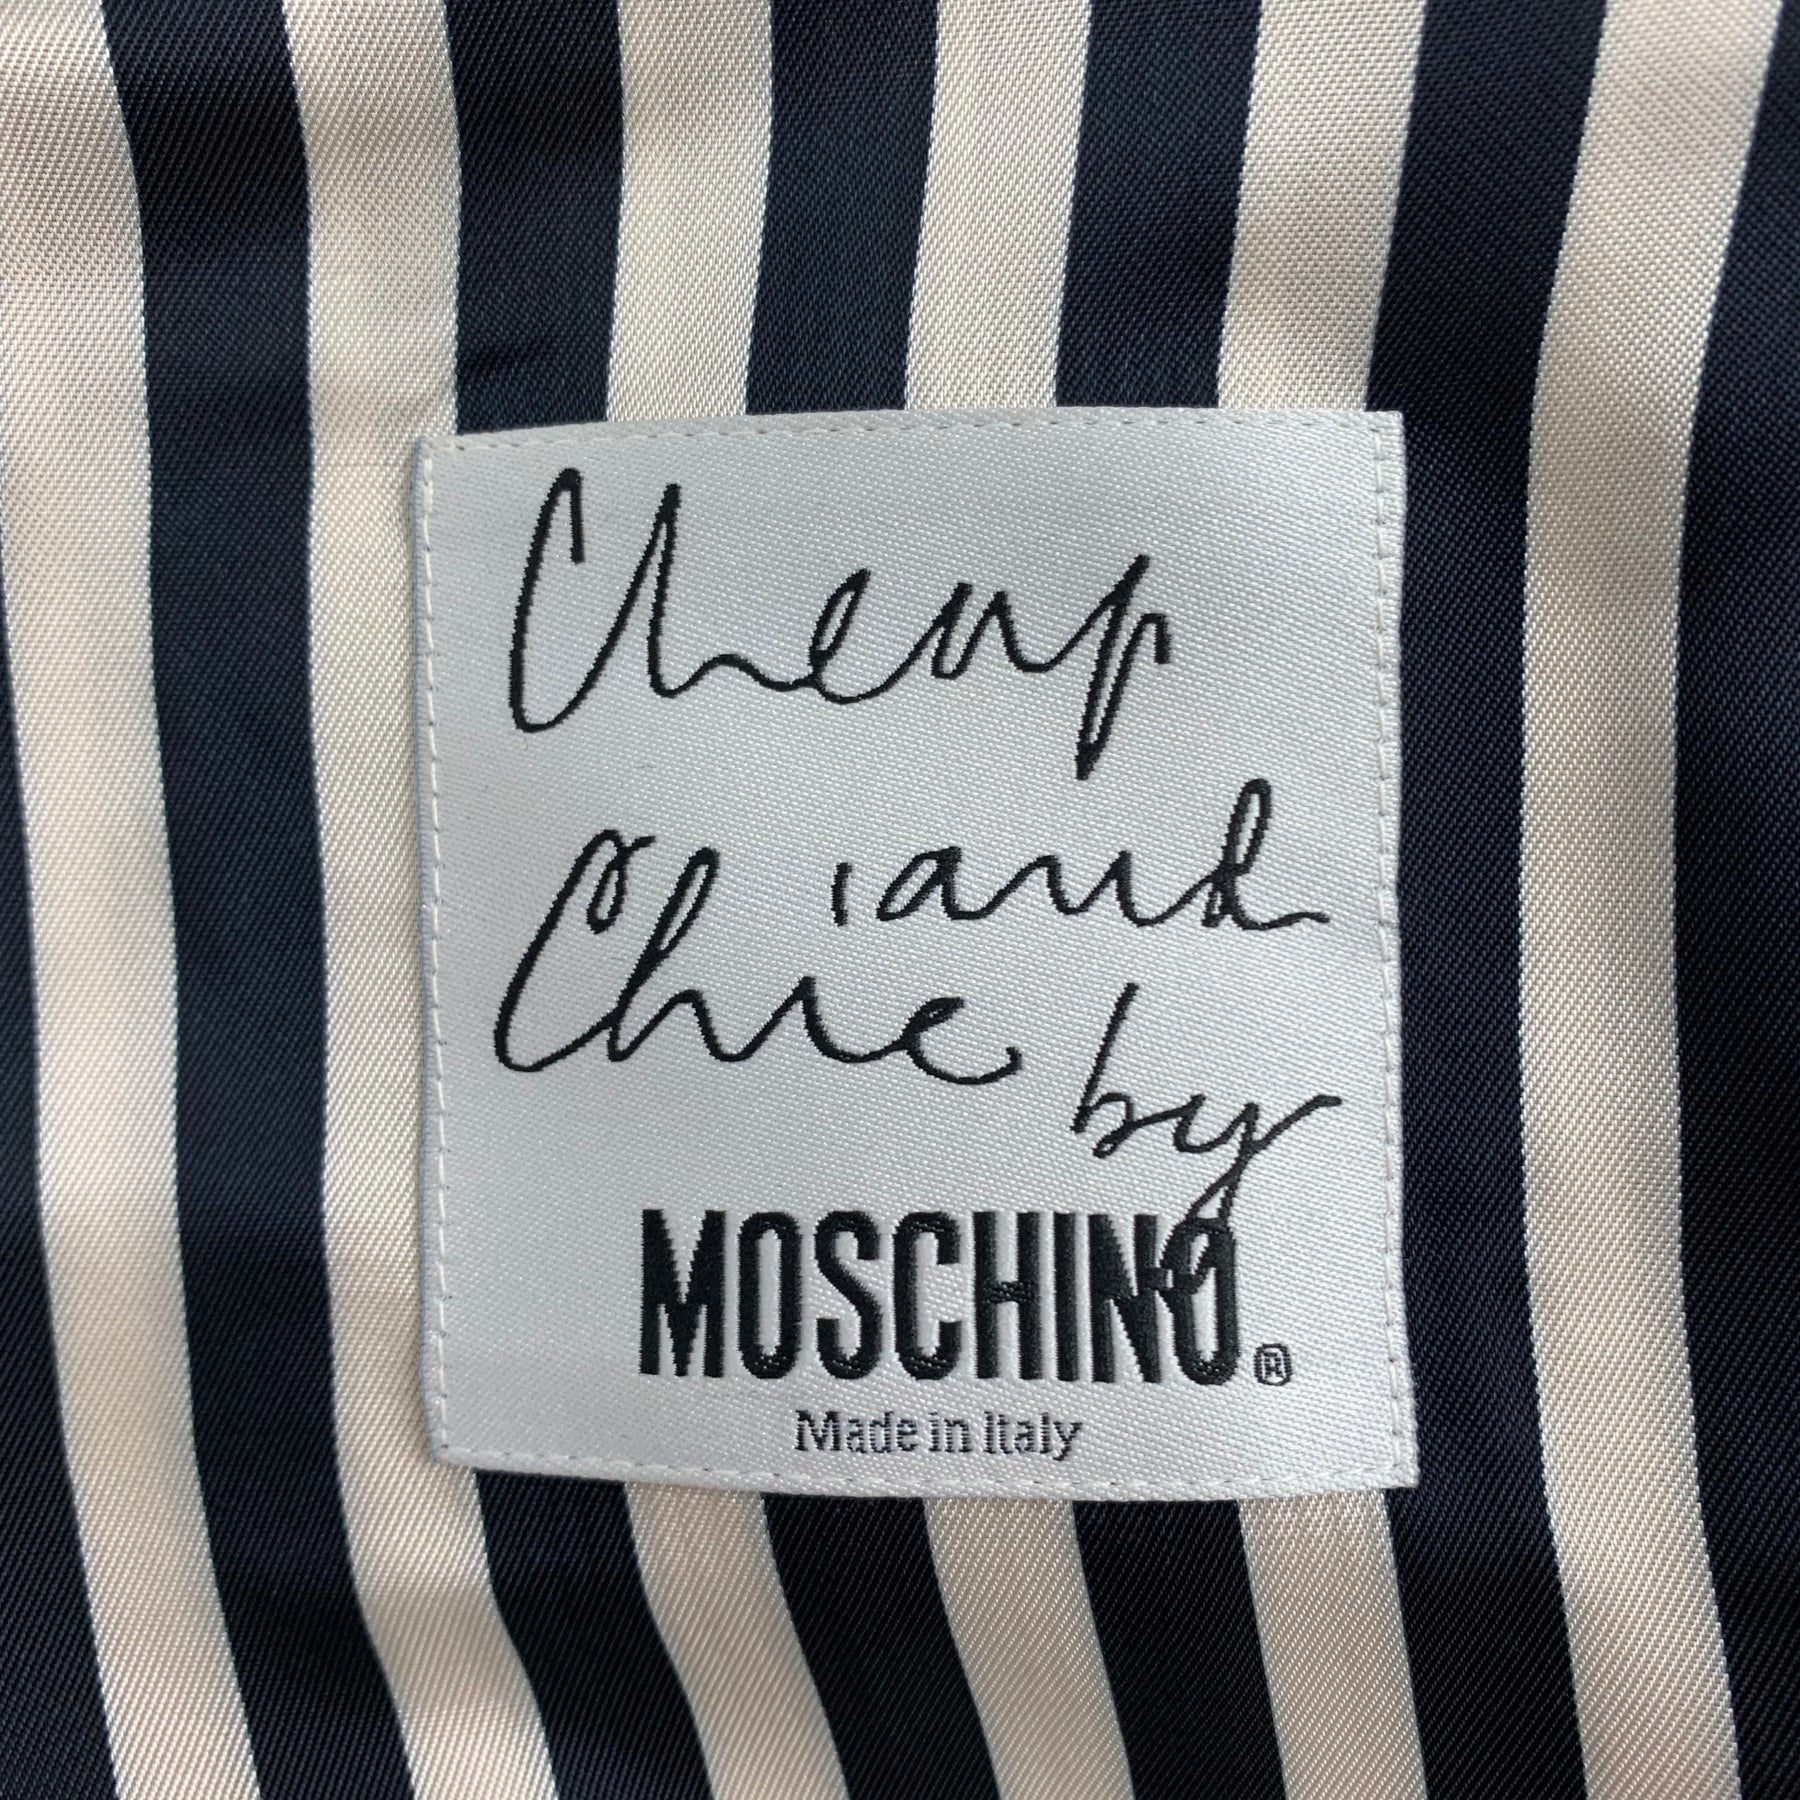 Cheap
and
Chic by
MOSCHINO®
Made in Italy